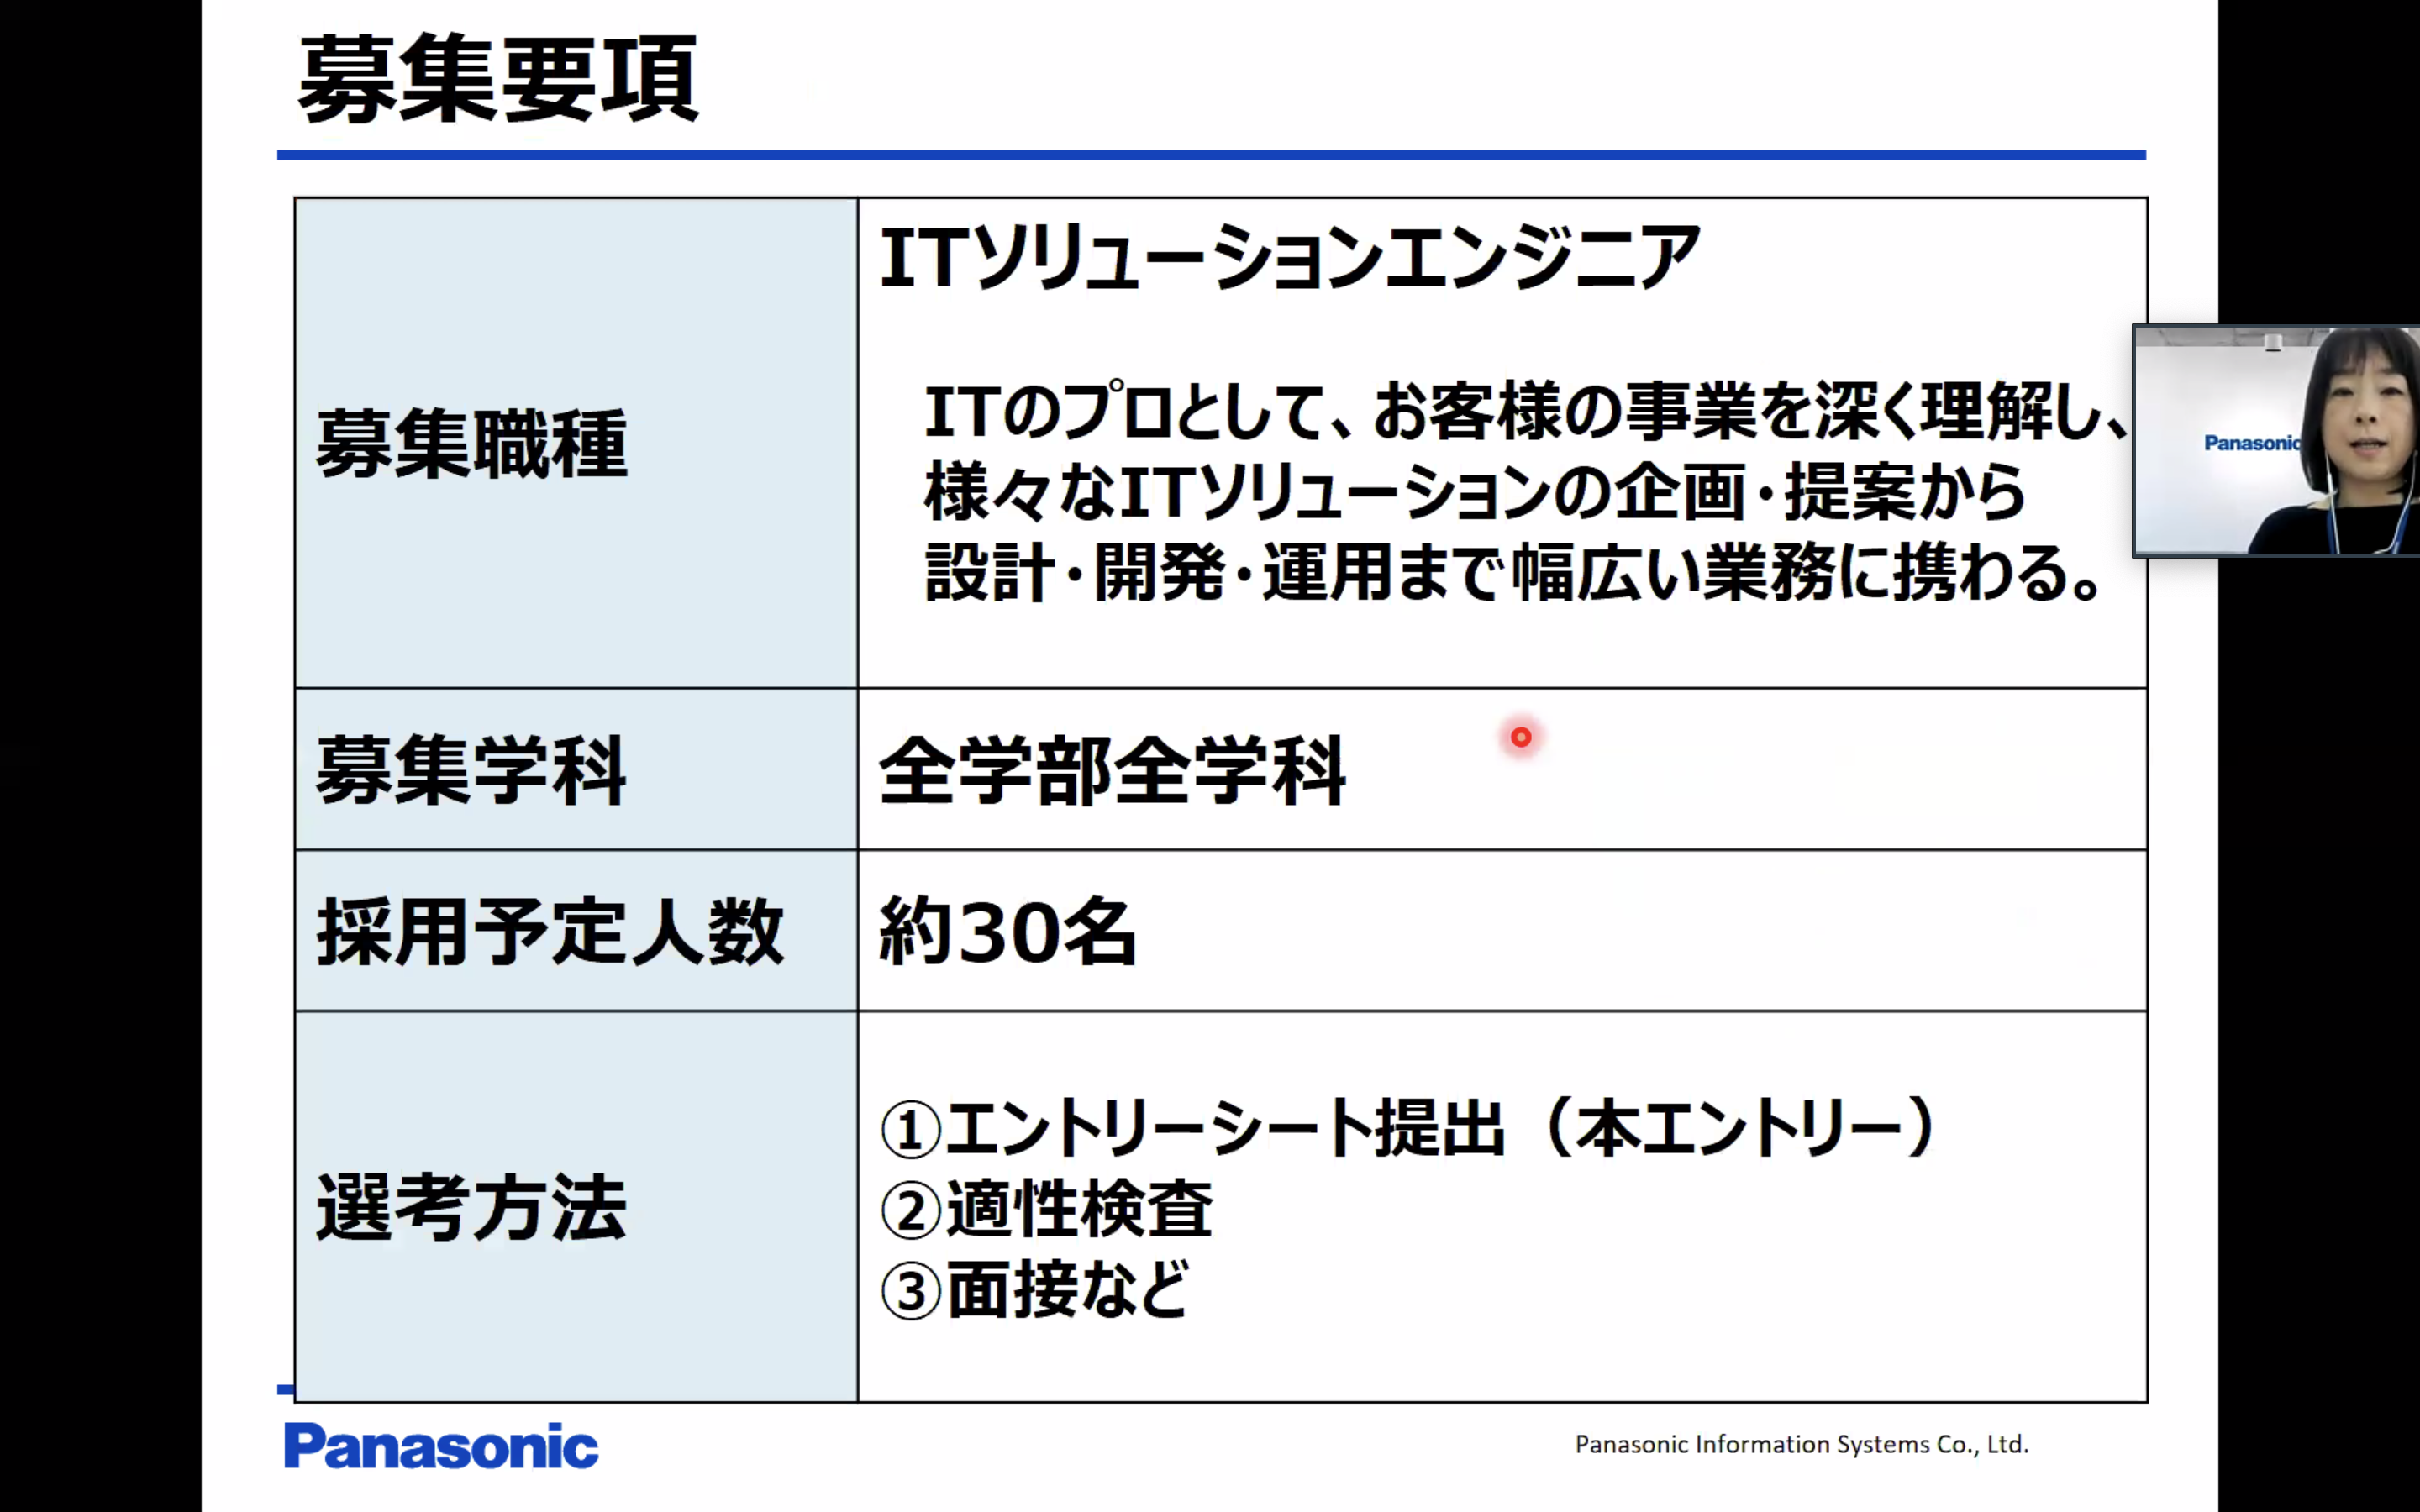 募集要項
募集職種
ITソリューションエンジニア
ITのプロとして、お客様の事業を深く理解し、
様々なITソリューションの企画・提案から
設計・開発・運用まで幅広い業務に携わる。
Panasonic
募集学科
全学部全学科
採用予定人数
約30名
選考方法
①エントリーシート提出（本エントリー）
②適性検査
③面接など
Panasonic
Panasonic Information Systems Co., Ltd.